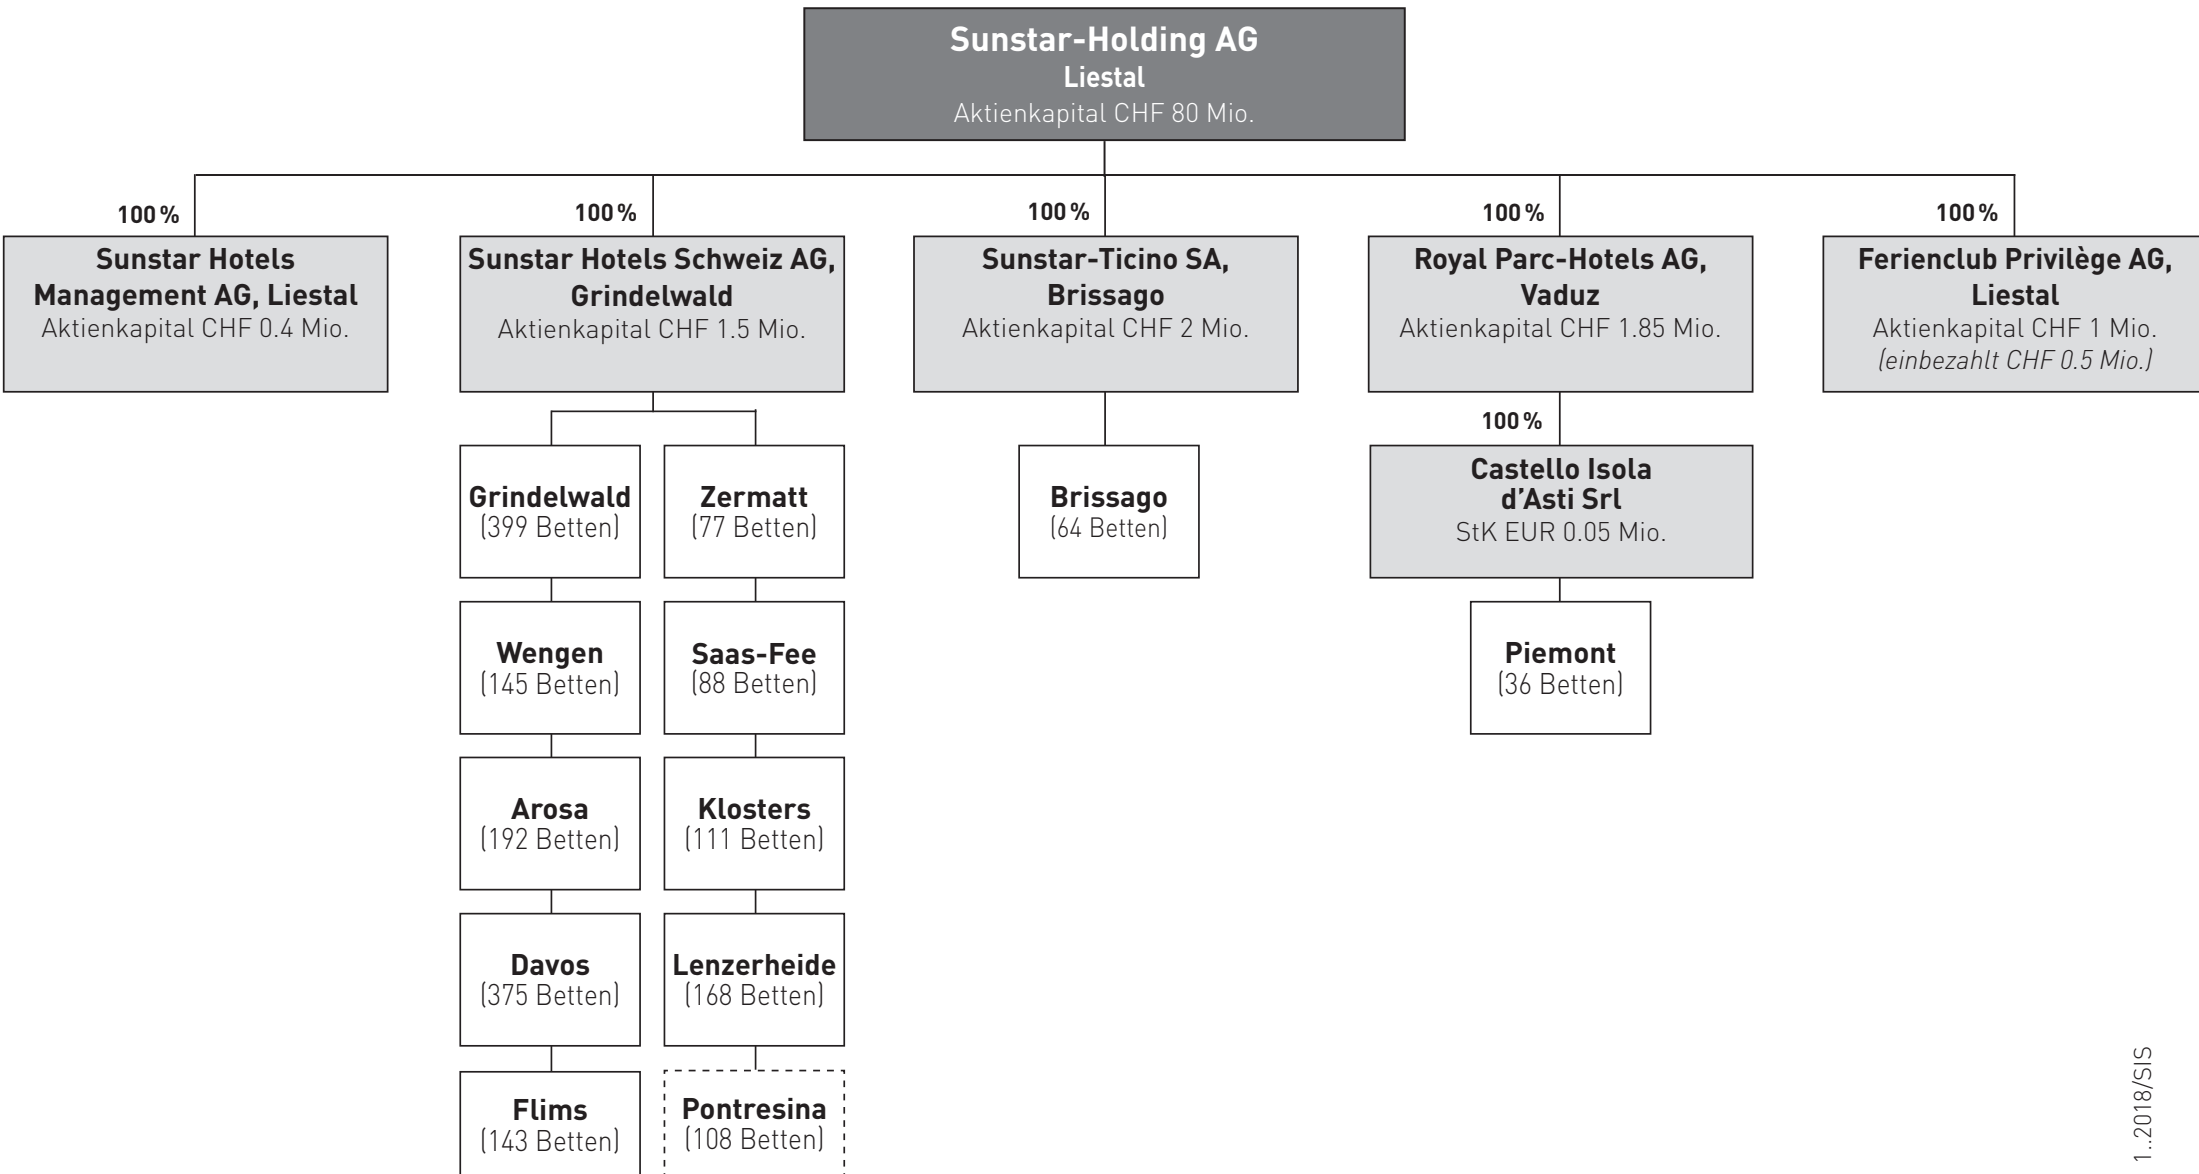 Sunstar-Holding AG
Liestal
Aktienkapital CHF 80 Mio.
100 %
Sunstar Hotels
Management AG, Liestal
Aktienkapital CHF 0.4 Mio.
100 %
Sunstar Hotels Schweiz AG,
Grindelwald
Aktienkapital CHF 1.5 Mio.
100 %
Sunstar-Ticino SA,
Brissago
Aktienkapital CHF 2 Mio.
100 %
Royal Parc-Hotels AG,
Vaduz
Aktienkapital CHF 1.85 Mio.
100 %
Ferienclub Privilège AG,
Liestal
Aktienkapital CHF 1 Mio.
(einbezahlt CHF 0.5 Mio.)
Grindelwald
(399 Betten)
Wengen
(145 Betten)
Arosa
(192 Betten)
Davos
(375 Betten)
Flims
(143 Betten)
Zermatt
(77 Betten)
Saas-Fee
(88 Betten)
Klosters
(111 Betten)
Lenzerheide
(168 Betten)
Pontresina
(108 Betten)
Brissago
(64 Betten)
100 %
Castello Isola
d’Asti Srl
StK EUR 0.05 Mio.
Piemont
(36 Betten)
1..2018/SIS